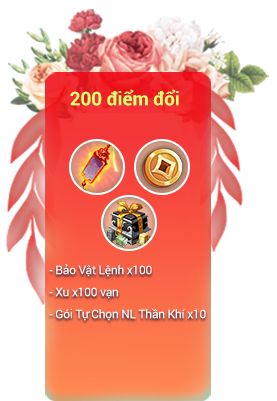 200 điểm đổi
- Bảo Vật Lệnh x100
- Xu x100 vạn
- Gói Tự Chọn NL Thần Khí x10